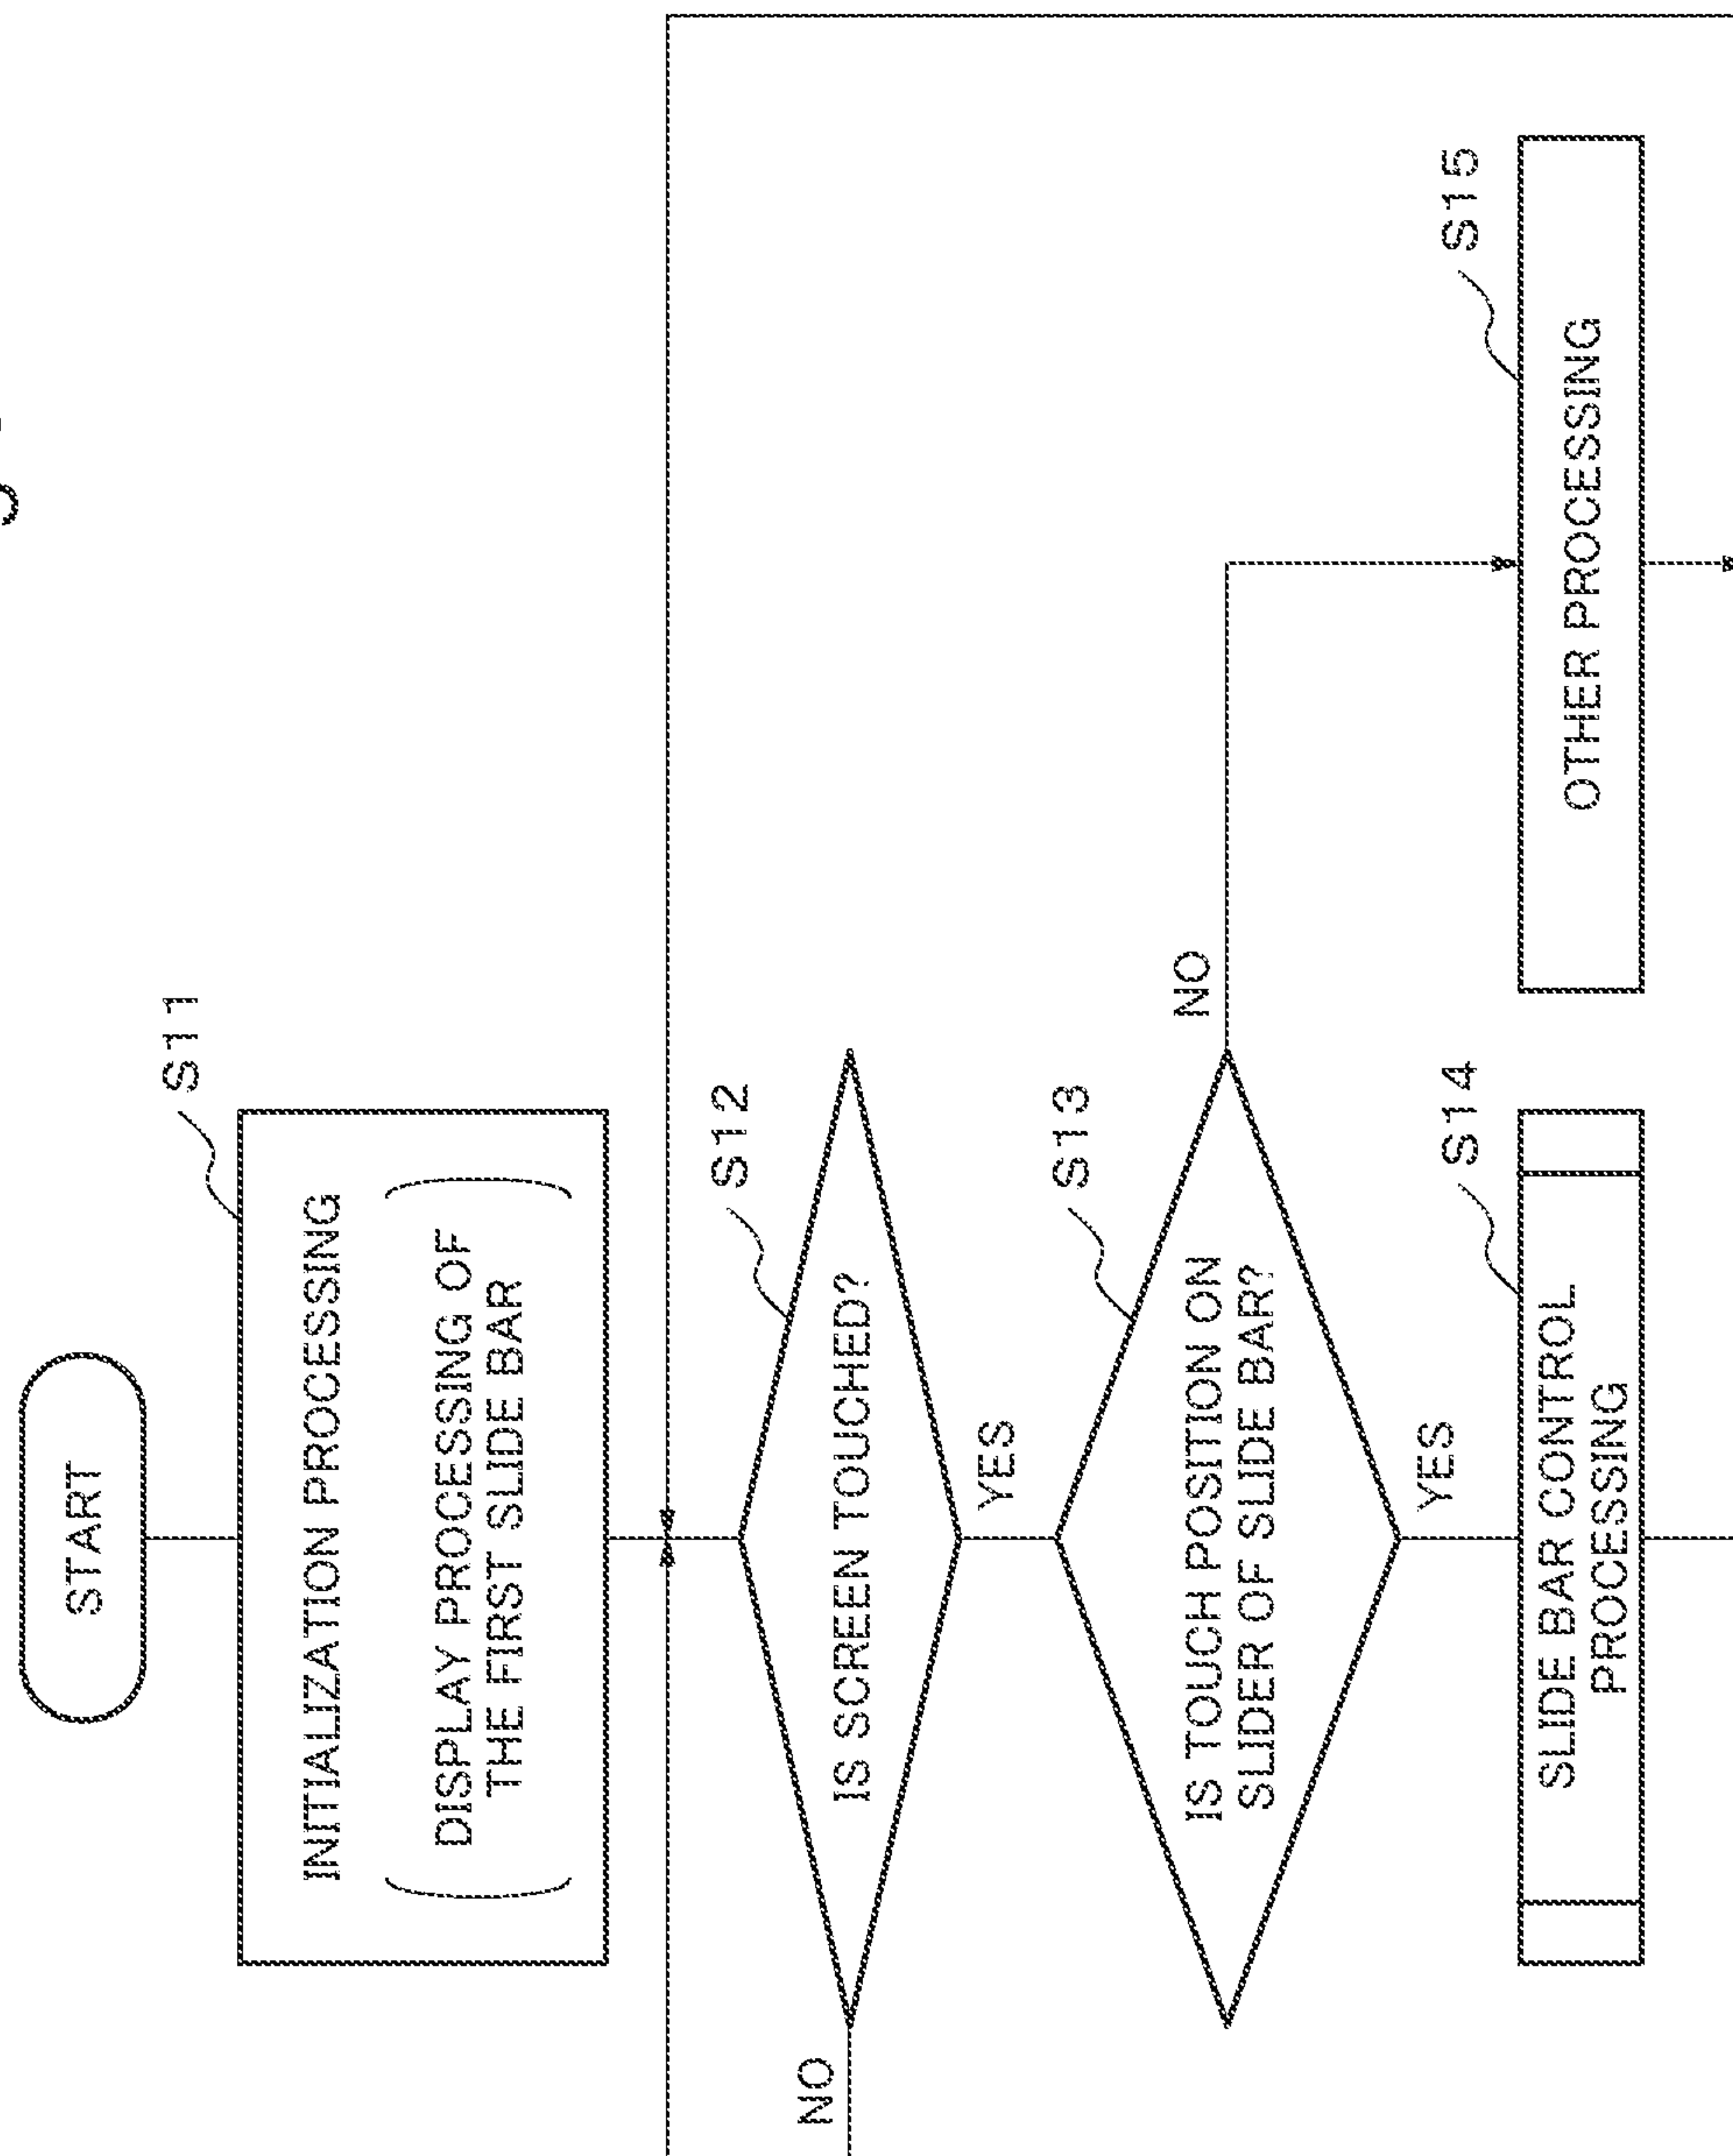 START
S11
INITIALIZATION PROCESSING
(DISPLAY PROCESSING OF
THE FIRST SLIDE BAR)
S12
IS SCREEN TOUCHED?
NO
YES
S13
IS TOUCH POSITION ON
SLIDER OF SLIDE BAR?
NO
YES
S14
SLIDE BAR CONTROL
PROCESSING
S15
OTHER PROCESSING